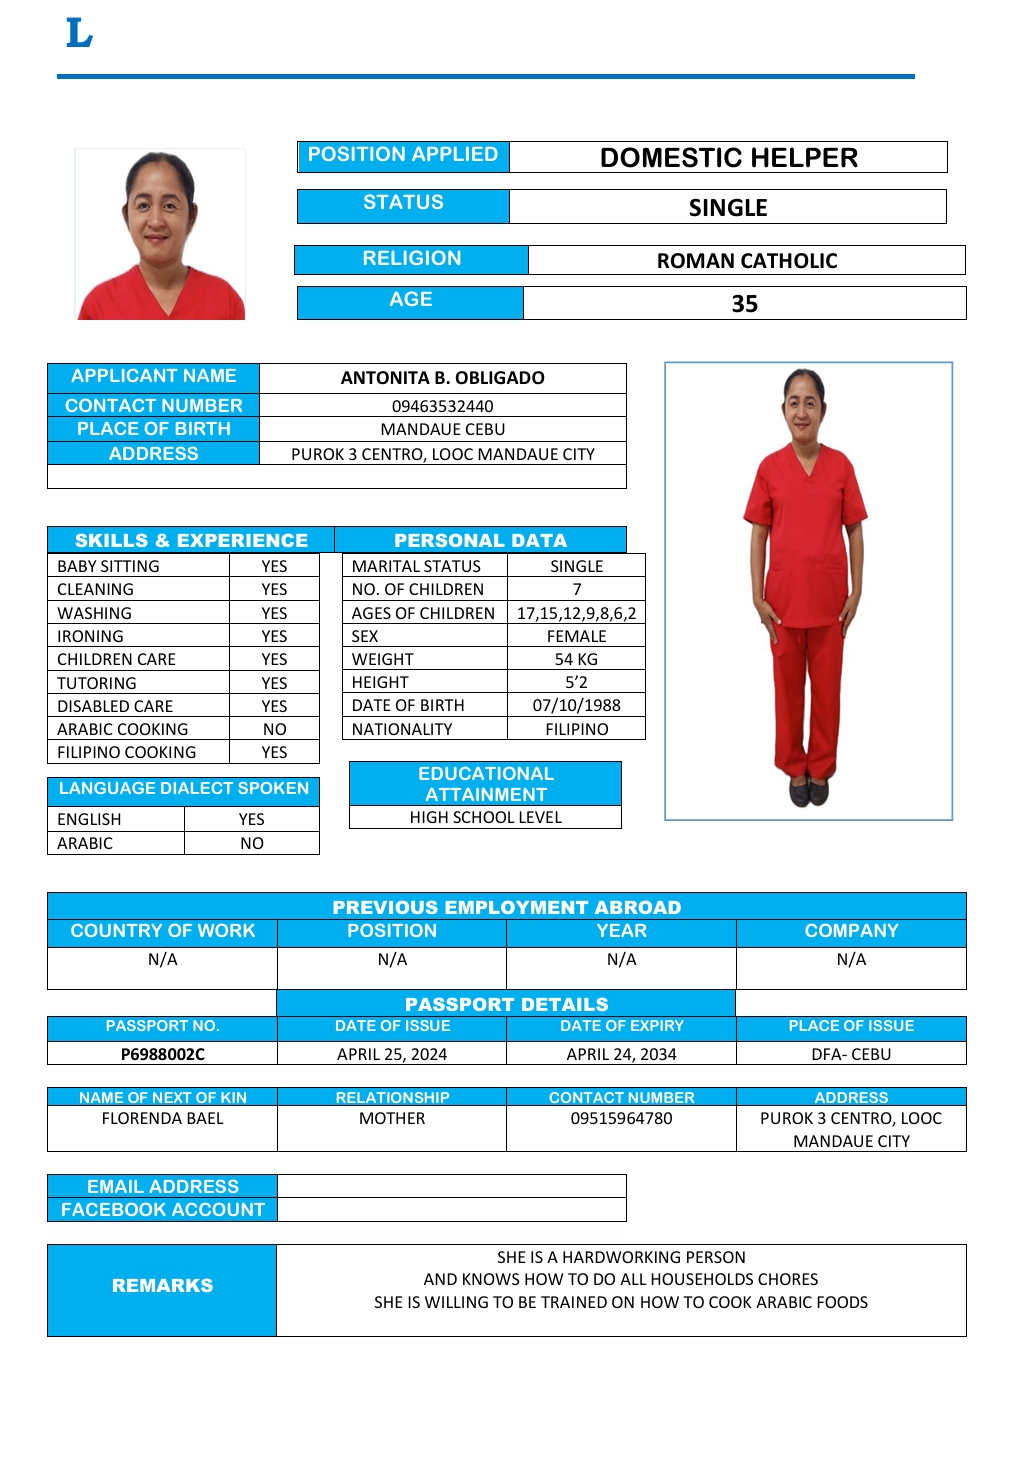 L
POSITION APPLIED DOMESTIC HELPER
STATUS SINGLE
RELIGION ROMAN CATHOLIC
AGE 35
APPLICANT NAME ANTONITA B. OBLIGADO
CONTACT NUMBER 09463532440
PLACE OF BIRTH MANDAUE CEBU
ADDRESS PUROK 3 CENTRO, LOOC MANDAUE CITY
SKILLS & EXPERIENCE
BABY SITTING YES
CLEANING YES
WASHING YES
IRONING YES
CHILDREN CARE YES
TUTORING YES
DISABLED CARE YES
ARABIC COOKING NO
FILIPINO COOKING YES
PERSONAL DATA
MARITAL STATUS SINGLE
NO. OF CHILDREN 7
AGES OF CHILDREN 17,15,12,9,8,6,2
SEX FEMALE
WEIGHT 54 KG
HEIGHT 5’2
DATE OF BIRTH 07/10/1988
NATIONALITY FILIPINO
LANGUAGE DIALECT SPOKEN
ENGLISH YES
ARABIC NO
EDUCATIONAL
ATTAINMENT
HIGH SCHOOL LEVEL
PREVIOUS EMPLOYMENT ABROAD
COUNTRY OF WORK POSITION YEAR COMPANY
N/A N/A N/A N/A
PASSPORT DETAILS
PASSPORT NO. DATE OF ISSUE DATE OF EXPIRY PLACE OF ISSUE
P6988002C APRIL 25, 2024 APRIL 24, 2034 DFA- CEBU
NAME OF NEXT OF KIN RELATIONSHIP CONTACT NUMBER ADDRESS
FLORENDA BAEL MOTHER 09515964780 PUROK 3 CENTRO, LOOC
MANDAUE CITY
EMAIL ADDRESS
FACEBOOK ACCOUNT
REMARKS
SHE IS A HARDWORKING PERSON
AND KNOWS HOW TO DO ALL HOUSEHOLDS CHORES
SHE IS WILLING TO BE TRAINED ON HOW TO COOK ARABIC FOODS